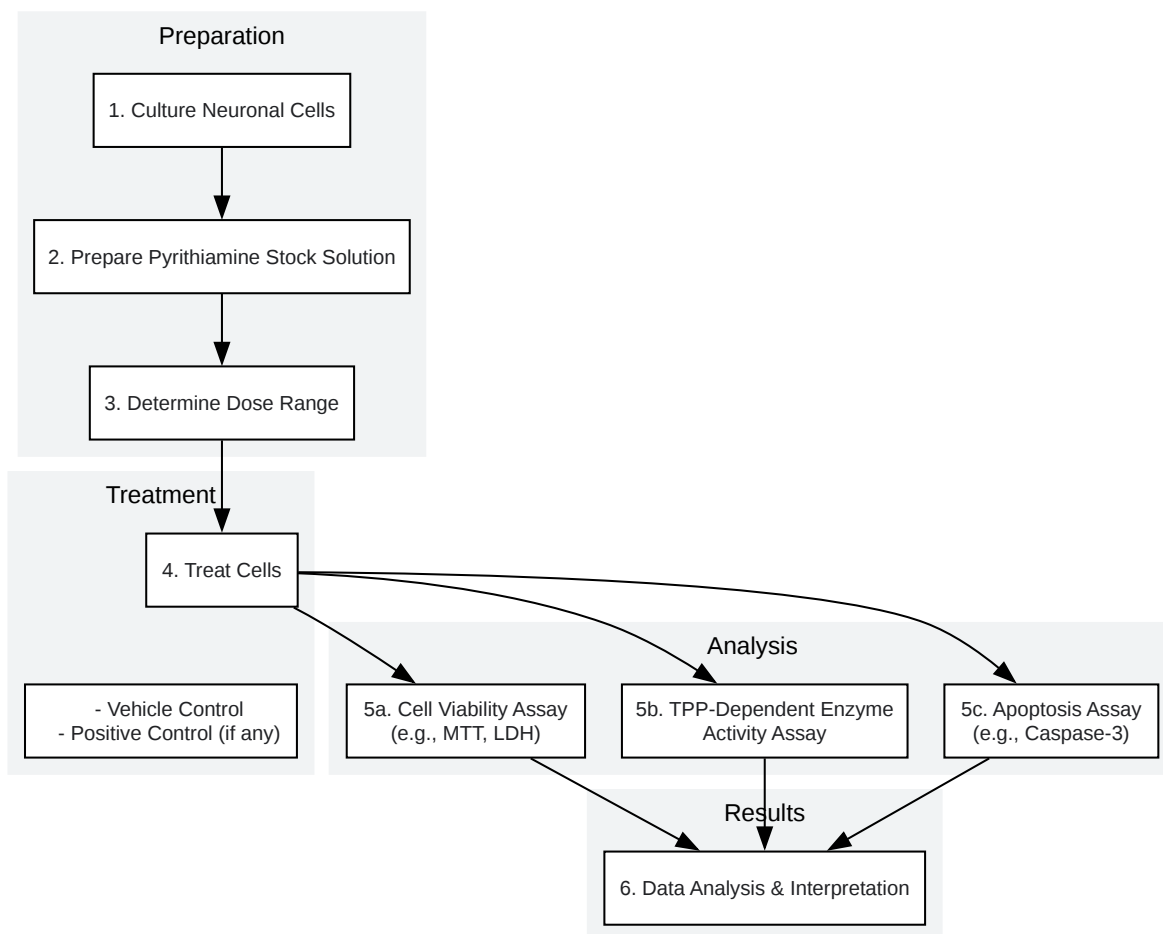 Preparation
1. Culture Neuronal Cells
2. Prepare Pyrithiamine Stock Solution
3. Determine Dose Range
Treatment
4. Treat Cells
- Vehicle Control
- Positive Control (if any)
Analysis
5a. Cell Viability Assay
(e.g., MTT, LDH)
5b. TPP-Dependent Enzyme
Activity Assay
5c. Apoptosis Assay
(e.g., Caspase-3)
Results
6. Data Analysis & Interpretation